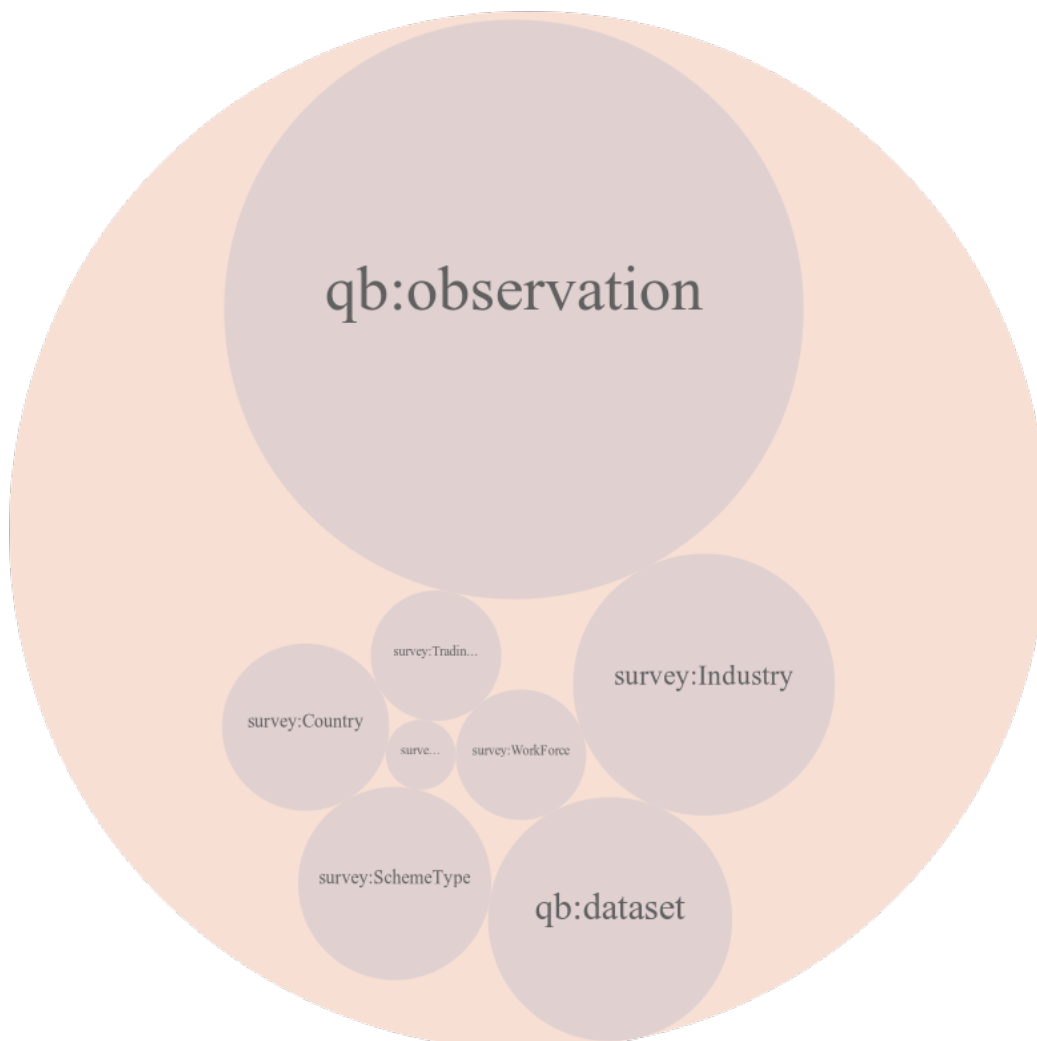 qb:observation
survey:Tradin...
survey:Industry
survey:Country
surve...
survey:WorkForce
survey:SchemeType
qb:dataset